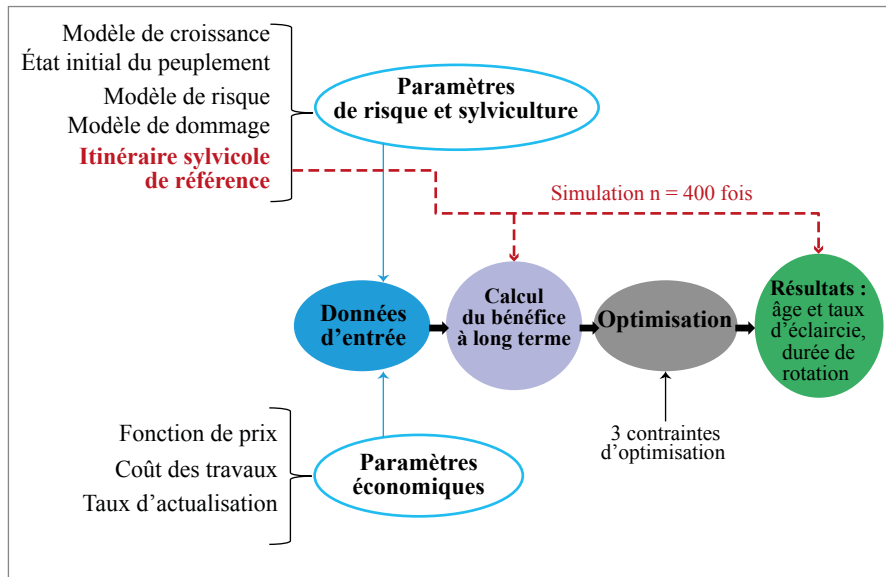 Modèle de croissance
État initial du peuplement
Modèle de risque
Modèle de dommage
Itinéraire sylvicole
de référence
Paramètres
de risque et sylviculture
Simulation n = 400 fois
Données
d’entrée
Calcul
du bénéfice
à long terme
Optimisation
Résultats :
âge et taux
d’éclaircie,
durée de
rotation
3 contraintes
d’optimisation
Fonction de prix
Coût des travaux
Taux d’actualisation
Paramètres
économiques